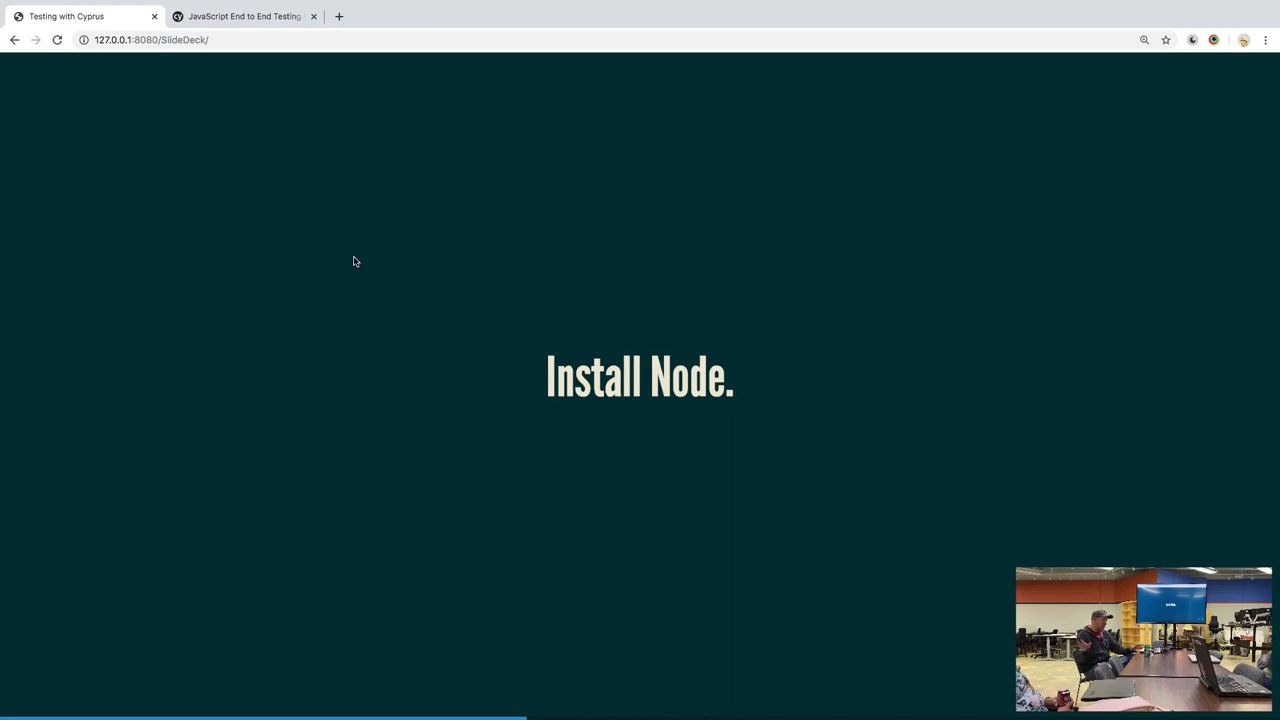 Testing with Cyprus
JavaScript End to End Testing
127.0.0.1:8080/SlideDeck/
Install Node.